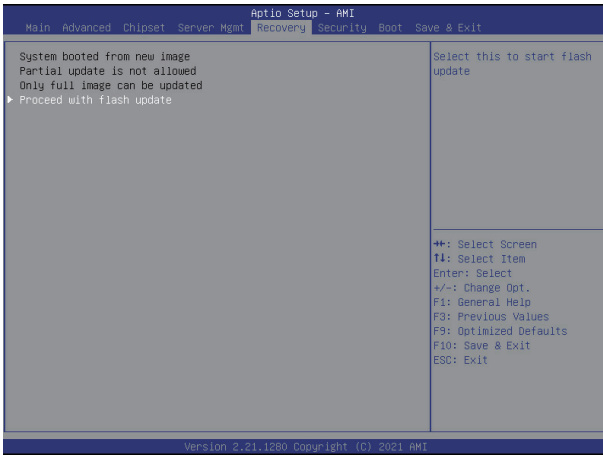 Aptio Setup - AMI
Main Advanced Chipset Server Mgmt Recovery Security Boot Save & Exit
System booted from new image
Partial update is not allowed
Only full image can be updated
▶ Proceed with flash update
Select this to start flash
update
→←: Select Screen
↑↓: Select Item
Enter: Select
+/-: Change Opt.
F1: General Help
F3: Previous Values
F9: Optimized Defaults
F10: Save & Exit
ESC: Exit
Version 2.21.1280 Copyright (C) 2021 AMI